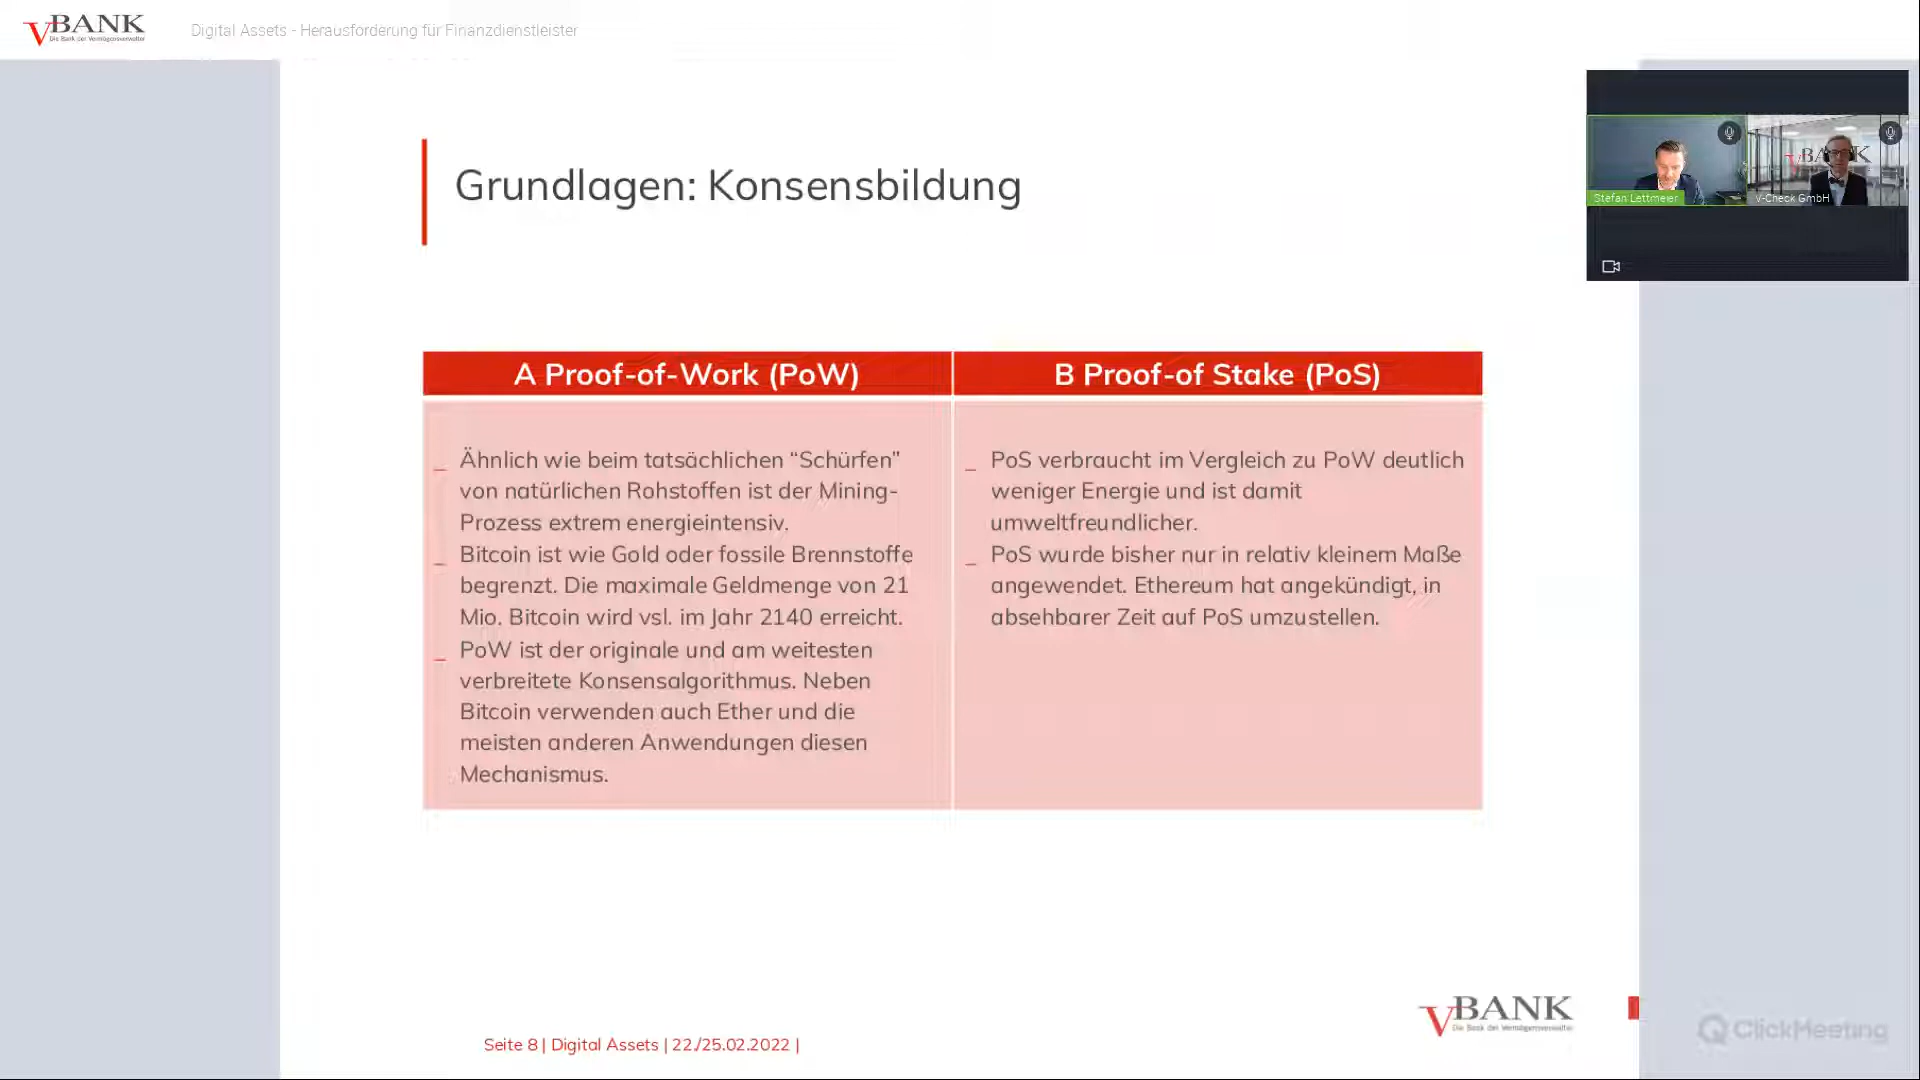 VBANK
Die Bank der Vermögensverwalter
Digital Assets - Herausforderung für Finanzdienstleister
Stefan Lettmeier
V-Check GmbH
Grundlagen: Konsensbildung
A Proof-of-Work (PoW)
_ Ähnlich wie beim tatsächlichen “Schürfen”
von natürlichen Rohstoffen ist der Mining-
Prozess extrem energieintensiv.
_ Bitcoin ist wie Gold oder fossile Brennstoffe
begrenzt. Die maximale Geldmenge von 21
Mio. Bitcoin wird vsl. im Jahr 2140 erreicht.
_ PoW ist der originale und am weitesten
verbreitete Konsensalgorithmus. Neben
Bitcoin verwenden auch Ether und die
meisten anderen Anwendungen diesen
Mechanismus.
B Proof-of Stake (PoS)
_ PoS verbraucht im Vergleich zu PoW deutlich
weniger Energie und ist damit
umweltfreundlicher.
_ PoS wurde bisher nur in relativ kleinem Maße
angewendet. Ethereum hat angekündigt, in
absehbarer Zeit auf PoS umzustellen.
VBANK
Die Bank der Vermögensverwalter
Seite 8 | Digital Assets | 22./25.02.2022 |
ClickMeeting